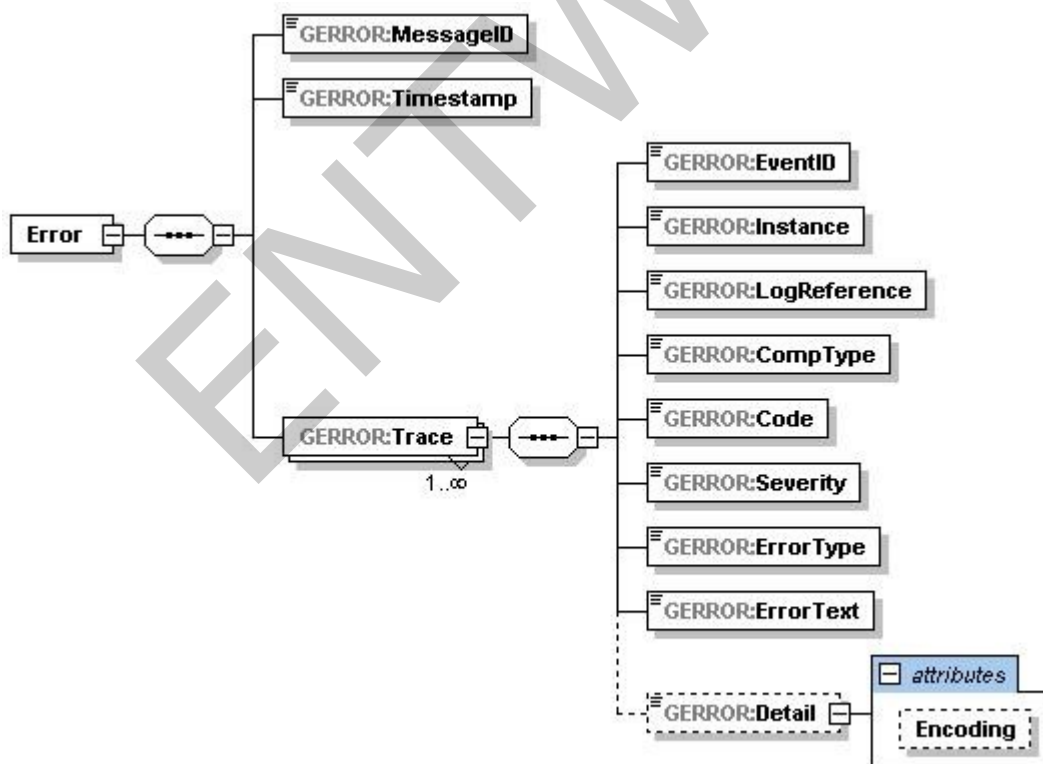 GERROR:MessageID
GERROR:Timestamp
GERROR:EventID
GERROR:Instance
Error
GERROR:LogReference
GERROR:CompType
GERROR:Code
GERROR:Trace
1..∞
GERROR:Severity
GERROR:ErrorType
GERROR:ErrorText
attributes
GERROR:Detail
Encoding
ENTW